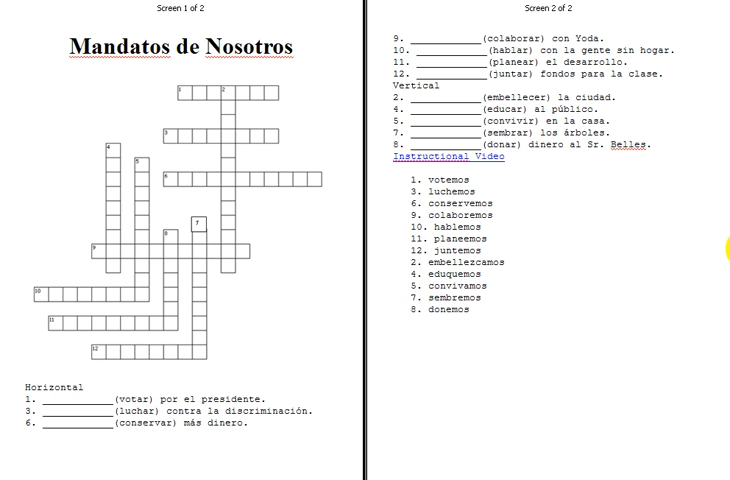 Screen 1 of 2
Mandatos de Nosotros
1 2
3
4
5
6
7
8
9
10
11
12
Horizontal
1. ____________(votar) por el presidente.
3. ____________(luchar) contra la discriminación.
6. ____________(conservar) más dinero.
Screen 2 of 2
9. ____________(colaborar) con Yoda.
10. ____________(hablar) con la gente sin hogar.
11. ____________(planear) el desarrollo.
12. ____________(juntar) fondos para la clase.
Vertical
2. ____________(embellecer) la ciudad.
4. ____________(educar) al público.
5. ____________(convivir) en la casa.
7. ____________(sembrar) los árboles.
8. ____________(donar) dinero al Sr. Belles.
Instructional Video
1. votemos
3. luchemos
6. conservemos
9. colaboremos
10. hablemos
11. planeemos
12. juntemos
2. embellezcamos
4. eduquemos
5. convivamos
7. sembremos
8. donemos